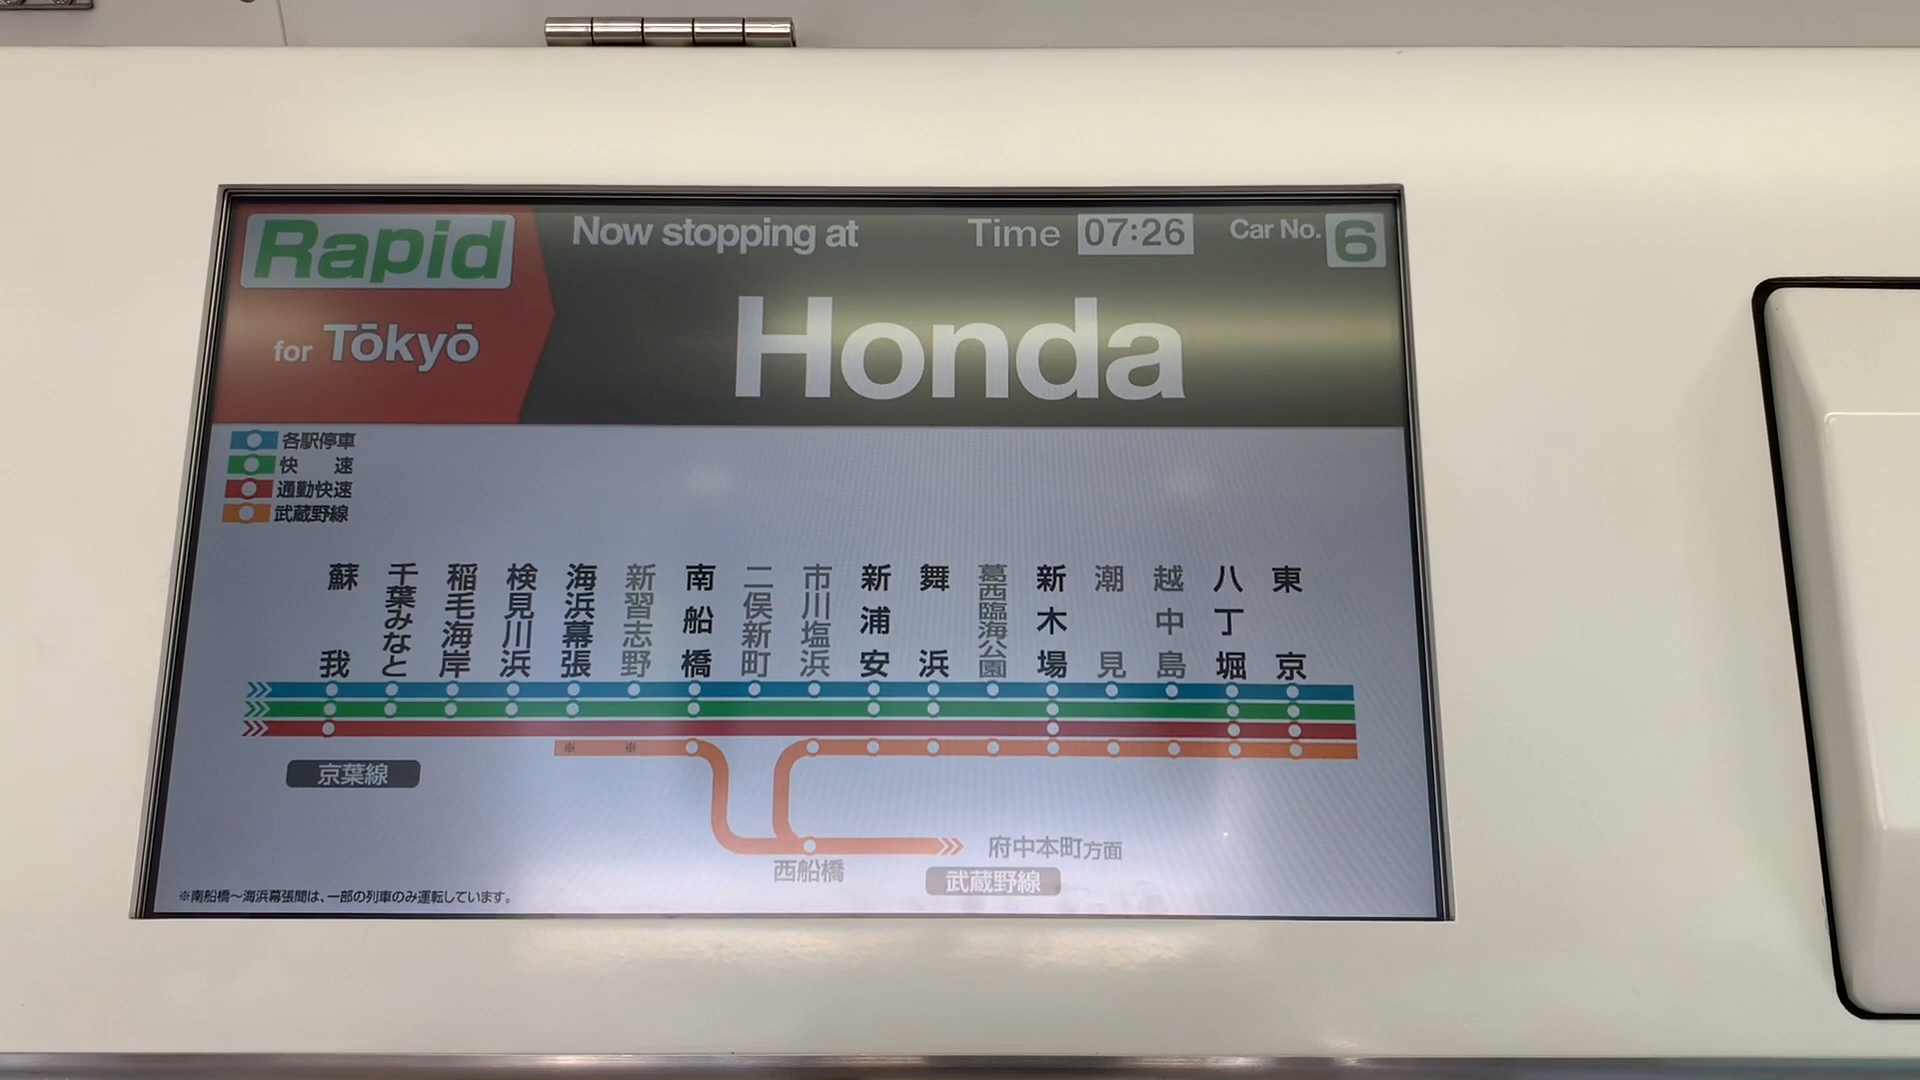 Rapid
for Tōkyō
Now stopping at
Time 07:26
Car No. 6
Honda
各駅停車
快 速
通勤快速
武蔵野線
蘇我
千葉みなと
稲毛海岸
検見川浜
海浜幕張
新習志野
南船橋
二俣新町
市川塩浜
新浦安
舞浜
葛西臨海公園
新木場
潮見
越中島
八丁堀
東京
※ ※
京葉線
西船橋
府中本町方面
武蔵野線
※南船橋〜海浜幕張間は、一部の列車のみ運転しています。